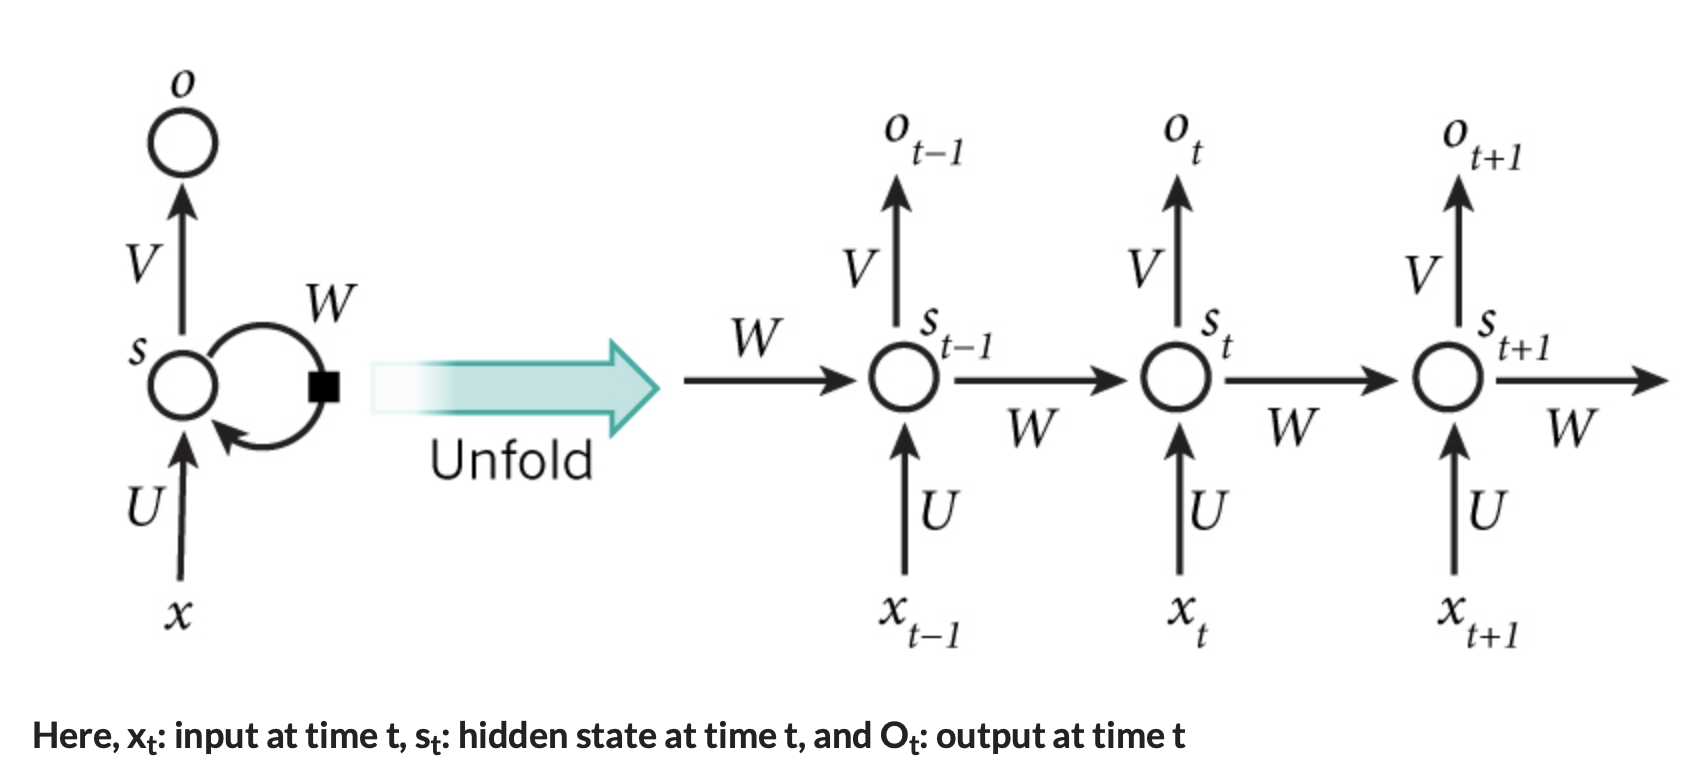 o
V
W
s
U
x
Unfold
W
o t−1
V
s t−1
W
U
x t−1
o t
V
s t
W
U
x t
o t+1
V
s t+1
W
U
x t+1
Here, xt: input at time t, st: hidden state at time t, and Ot: output at time t